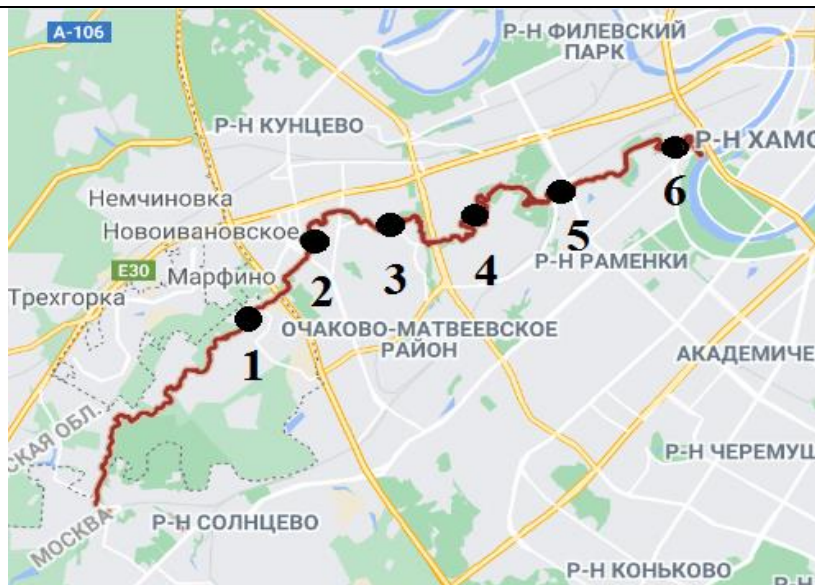 А-106
Р-Н ФИЛЕВСКИЙ
ПАРК
Р-Н КУНЦЕВО
Р-Н ХАМО
6
Немчиновка
5
Новоивановское
2
3
4
Е30
Марфино
Р-Н РАМЕНКИ
Трехгорка
1
ОЧАКОВО-МАТВЕЕВСКОЕ
РАЙОН
АКАДЕМИЧЕ
СКАЯ ОБЛ.
МОСКВА
Р-Н ЧЕРЕМУШ
Р-Н СОЛНЦЕВО
Р-Н КОНЬКОВО